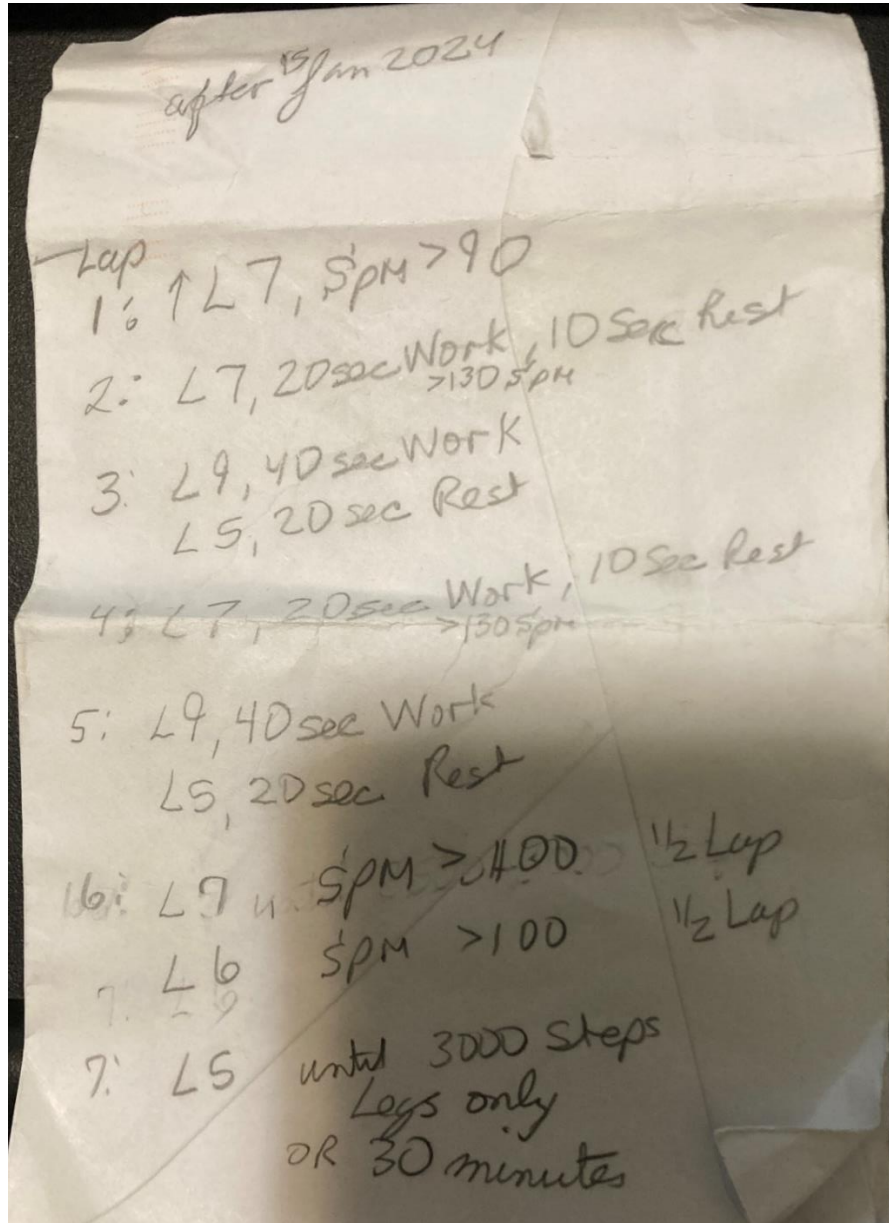 after 15 Jan 2024
Lap
1: ↑ L7, SPM > 90
2: L7, 20sec Work, 10 Sec Rest
>130 SPM
3: L9, 40 sec Work
L5, 20 sec Rest
4: L7, 20sec Work, 10 Sec Rest
>130 SPM
5: L9, 40 sec Work
L5, 20 sec Rest
6: L7 SPM > 100 1/2 Lap
L6 SPM >100 1/2 Lap
7: L5 until 3000 Steps
Legs only
OR 30 minutes